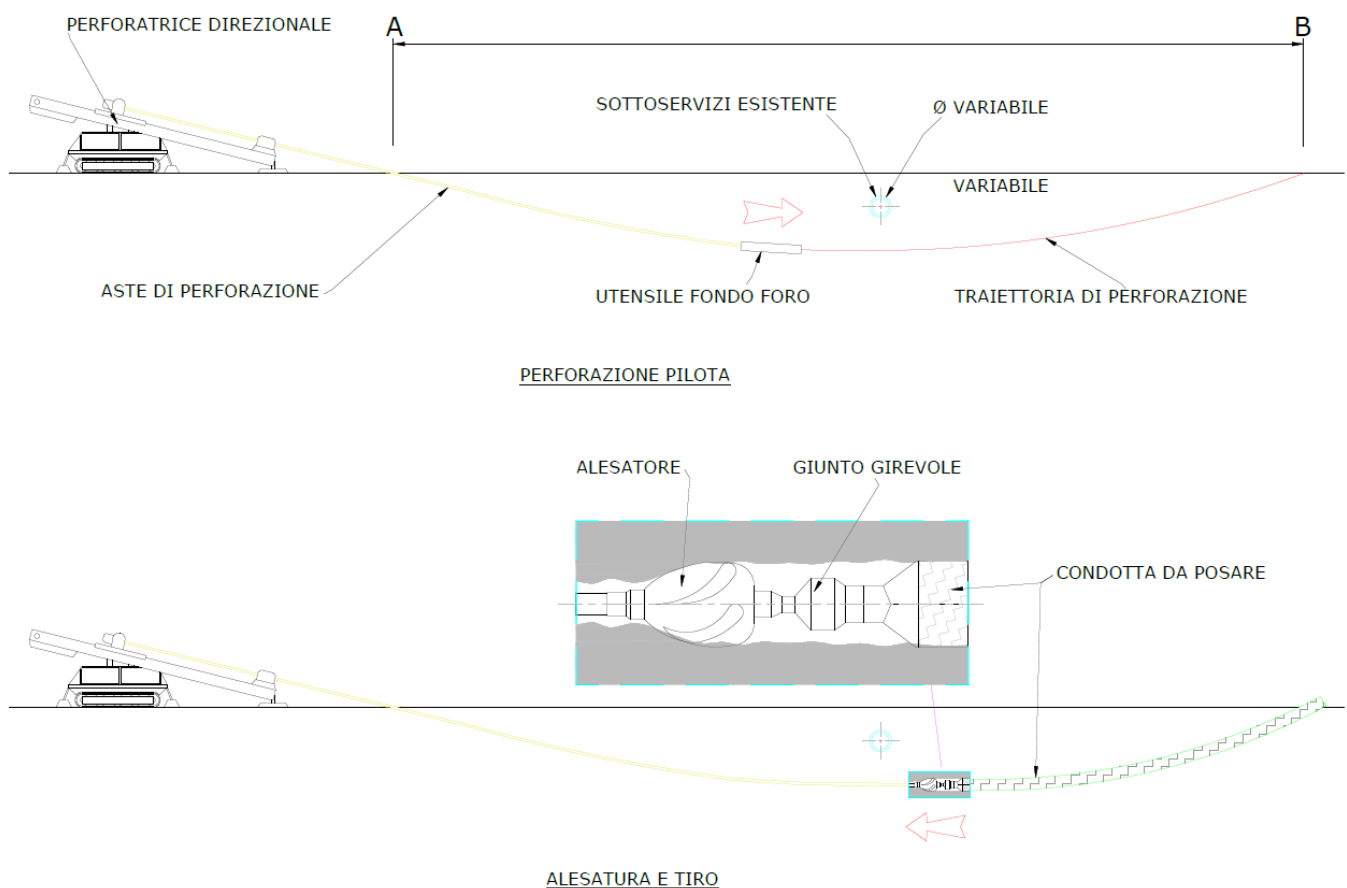 PERFORATRICE DIREZIONALE
A
B
SOTTOSERVIZI ESISTENTE
Ø VARIABILE
VARIABILE
ASTE DI PERFORAZIONE
UTENSILE FONDO FORO
TRAIETTORIA DI PERFORAZIONE
PERFORAZIONE PILOTA
ALESATORE
GIUNTO GIREVOLE
CONDOTTA DA POSARE
ALESATURA E TIRO